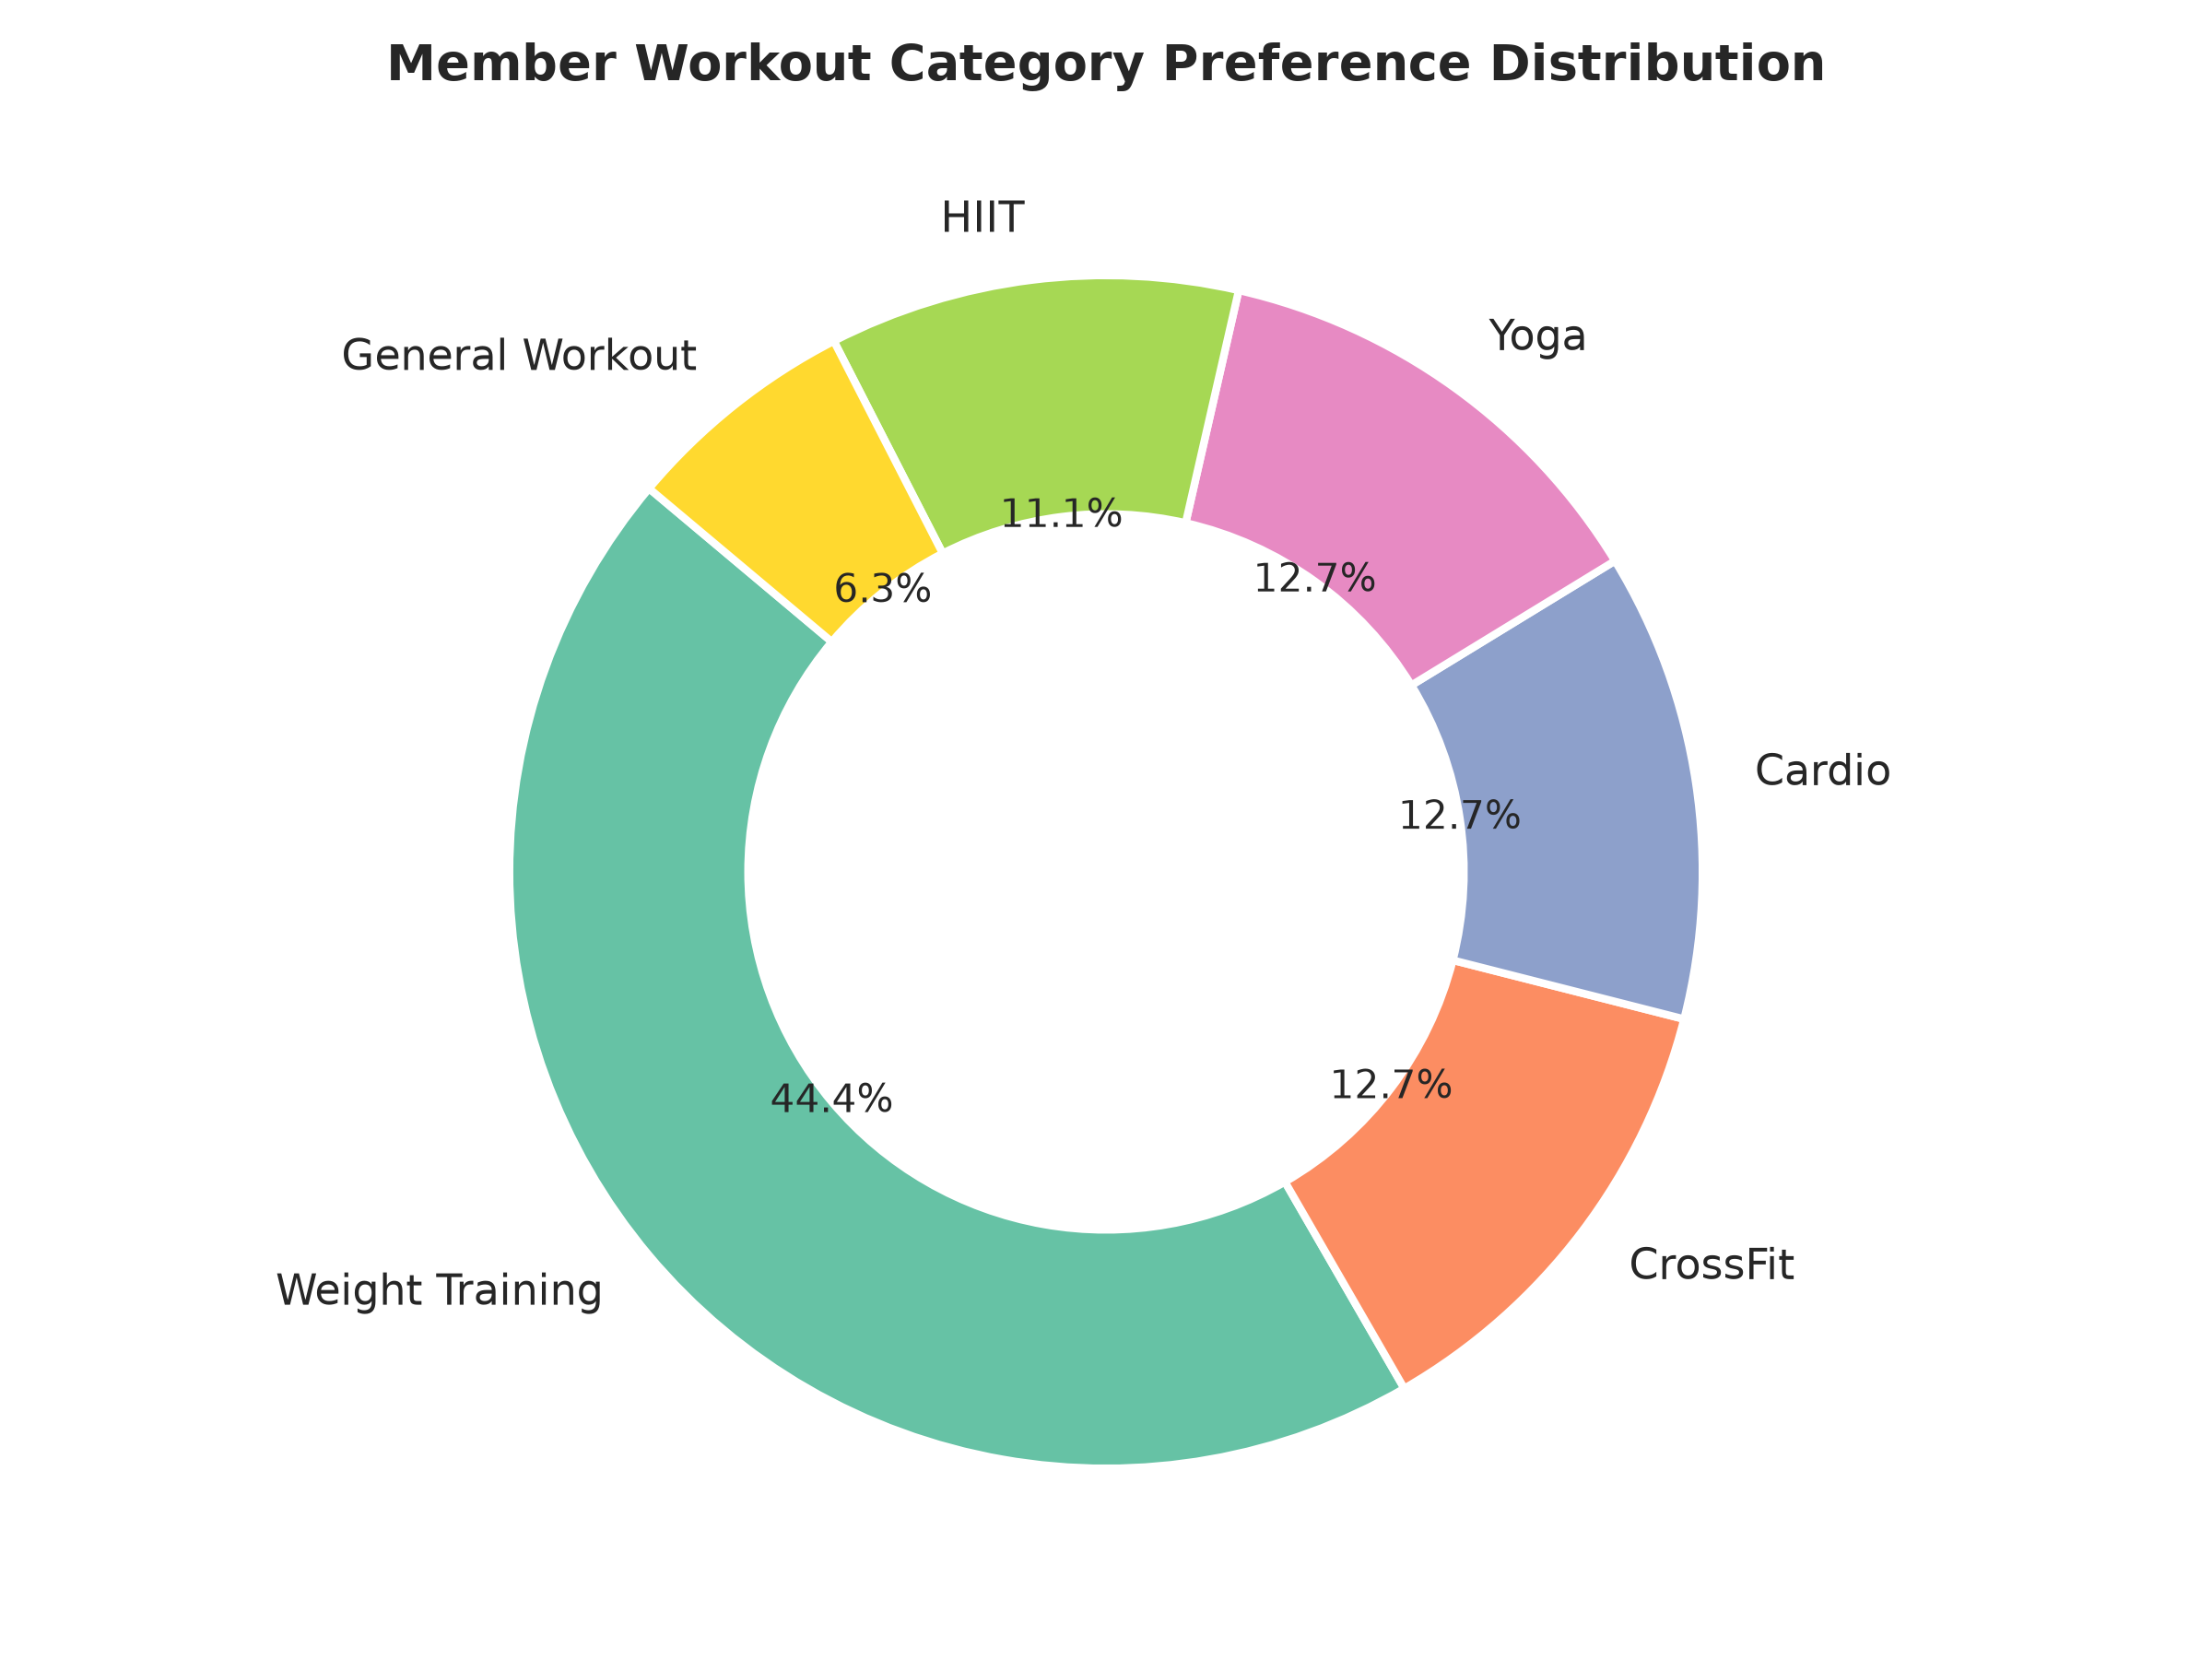 Member Workout Category Preference Distribution
HIIT
Yoga
General Workout
11.1%
12.7%
6.3%
Cardio
12.7%
12.7%
44.4%
CrossFit
Weight Training